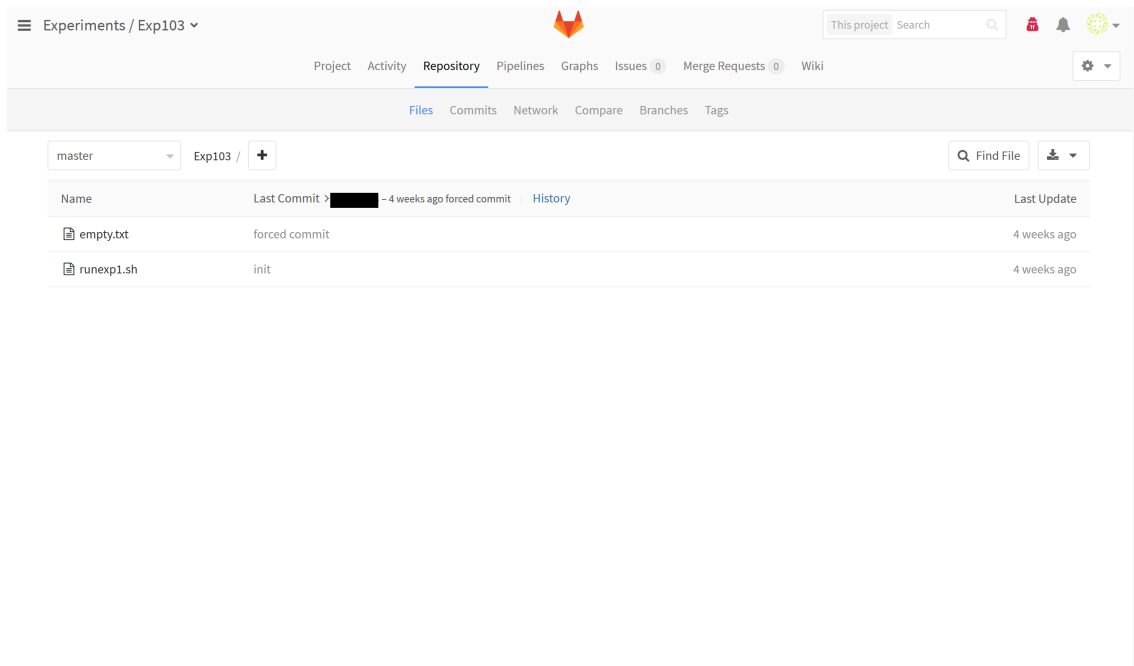 Experiments / Exp103
This project Search
Project Activity Repository Pipelines Graphs Issues 0 Merge Requests 0 Wiki
Files Commits Network Compare Branches Tags
master Exp103 / Find File
Name Last Commit > – 4 weeks ago forced commit History Last Update
empty.txt forced commit 4 weeks ago
runexp1.sh init 4 weeks ago